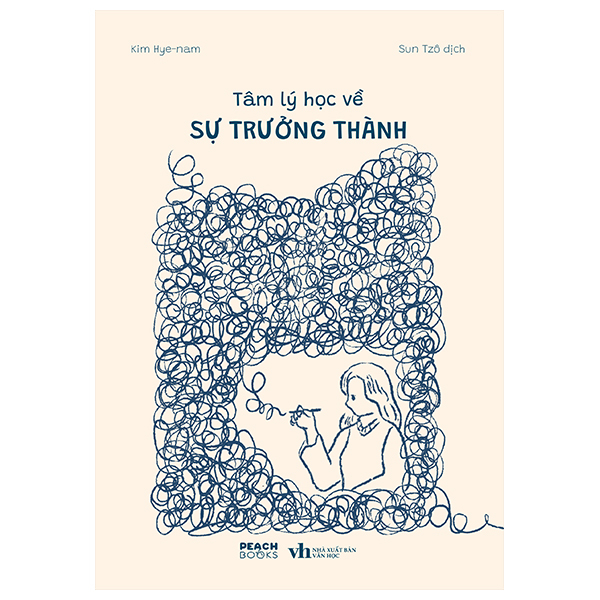 Kim Hye-nam
Sun Tzô dịch
Tâm lý học về
SỰ TRƯỞNG THÀNH
PEACH
BOOKS
vh
NHÀ XUẤT BẢN
VĂN HỌC